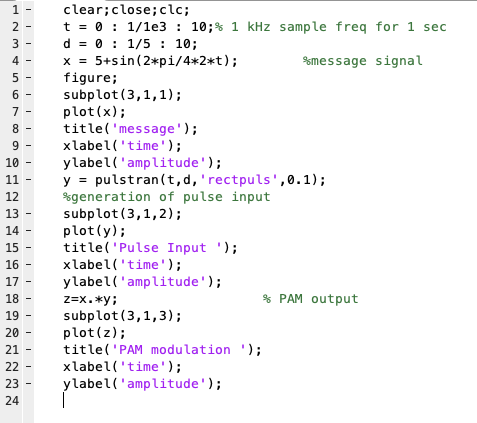 1 - clear;close;clc;
2 - t = 0 : 1/1e3 : 10;% 1 kHz sample freq for 1 sec
3 - d = 0 : 1/5 : 10;
4 - x = 5+sin(2*pi/4*2*t); %message signal
5 - figure;
6 - subplot(3,1,1);
7 - plot(x);
8 - title('message');
9 - xlabel('time');
10 - ylabel('amplitude');
11 - y = pulstran(t,d,'rectpuls',0.1);
12 %generation of pulse input
13 - subplot(3,1,2);
14 - plot(y);
15 - title('Pulse Input ');
16 - xlabel('time');
17 - ylabel('amplitude');
18 - z=x.*y; % PAM output
19 - subplot(3,1,3);
20 - plot(z);
21 - title('PAM modulation ');
22 - xlabel('time');
23 - ylabel('amplitude');
24